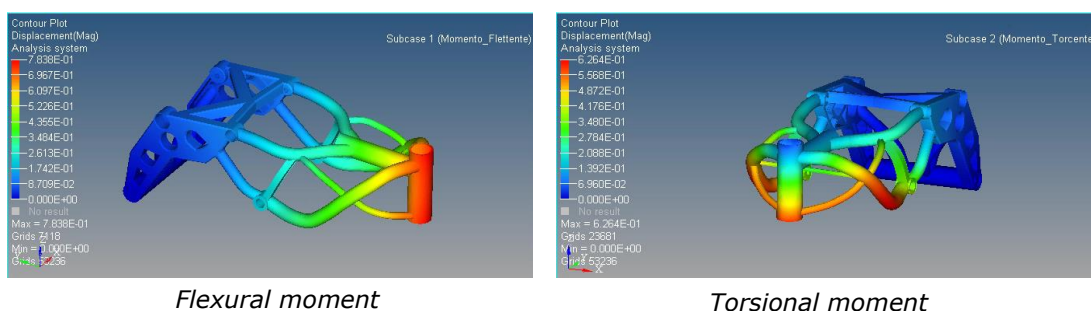 Contour Plot
Displacement(Mag)
Analysis system
7.838E-01
6.967E-01
6.097E-01
5.226E-01
4.355E-01
3.484E-01
2.613E-01
1.742E-01
8.709E-02
0.000E+00
No result
Max = 7.838E-01
Grids 7118
Min = 0.000E+00
Grids 53236
Subcase 1 (Momento_Flettente)
Z
Y
X
Flexural moment
Contour Plot
Displacement(Mag)
Analysis system
6.264E-01
5.568E-01
4.872E-01
4.176E-01
3.480E-01
2.784E-01
2.088E-01
1.392E-01
6.960E-02
0.000E+00
No result
Max = 6.264E-01
Grids 23681
Min = 0.000E+00
Grids 53236
Subcase 2 (Momento_Torcente)
Z
Y
X
Torsional moment